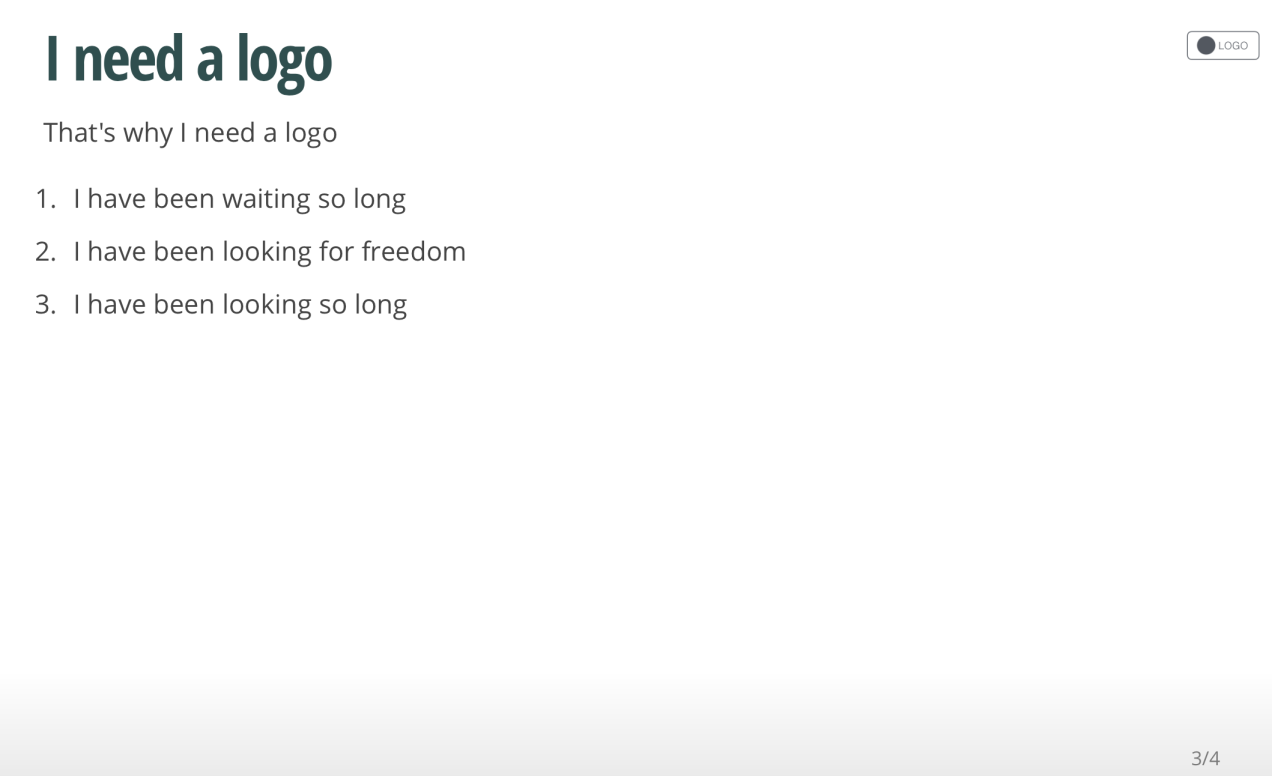 I need a logo
LOGO
That's why I need a logo
1. I have been waiting so long
2. I have been looking for freedom
3. I have been looking so long
3/4